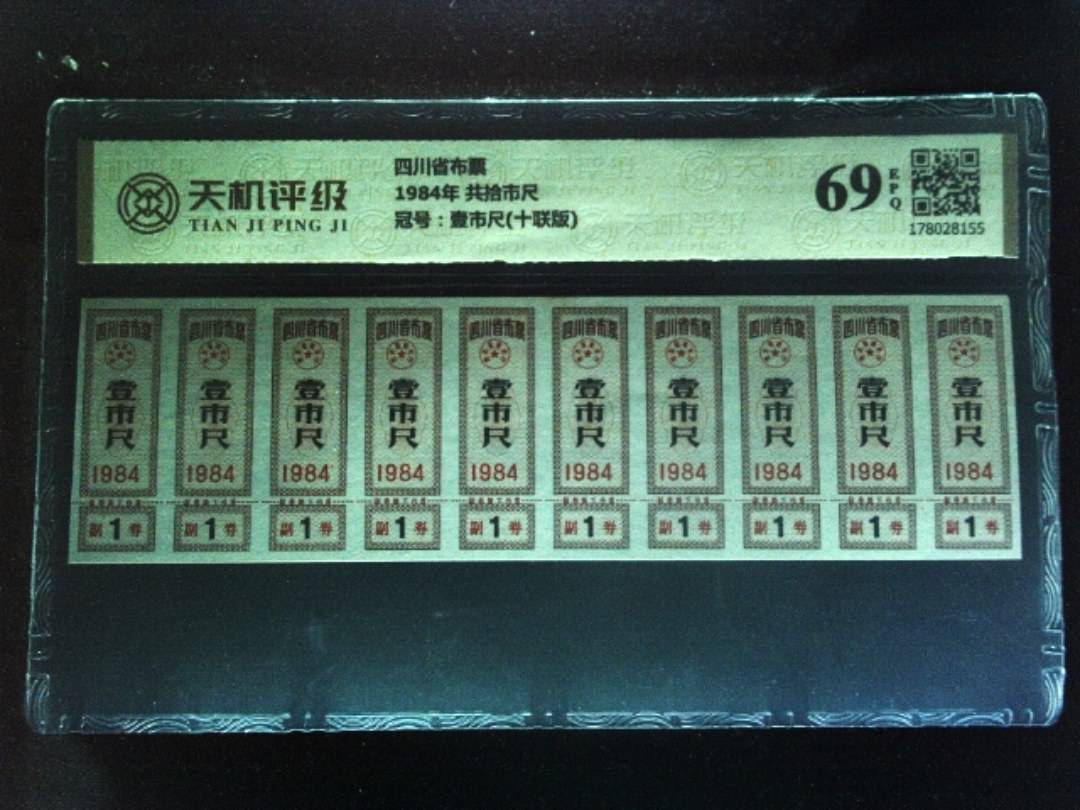 天机评级
TIAN JI PING JI
四川省布票
1984年 共拾市尺
冠号：壹市尺(十联版)
69
EPQ
178028155
四川省布票 四川省布票 四川省布票 四川省布票 四川省布票 四川省布票 四川省布票 四川省布票 四川省布票 四川省布票
壹市尺 壹市尺 壹市尺 壹市尺 壹市尺 壹市尺 壹市尺 壹市尺 壹市尺 壹市尺
1984 1984 1984 1984 1984 1984 1984 1984 1984 1984
副1券 副1券 副1券 副1券 副1券 副1券 副1券 副1券 副1券 副1券